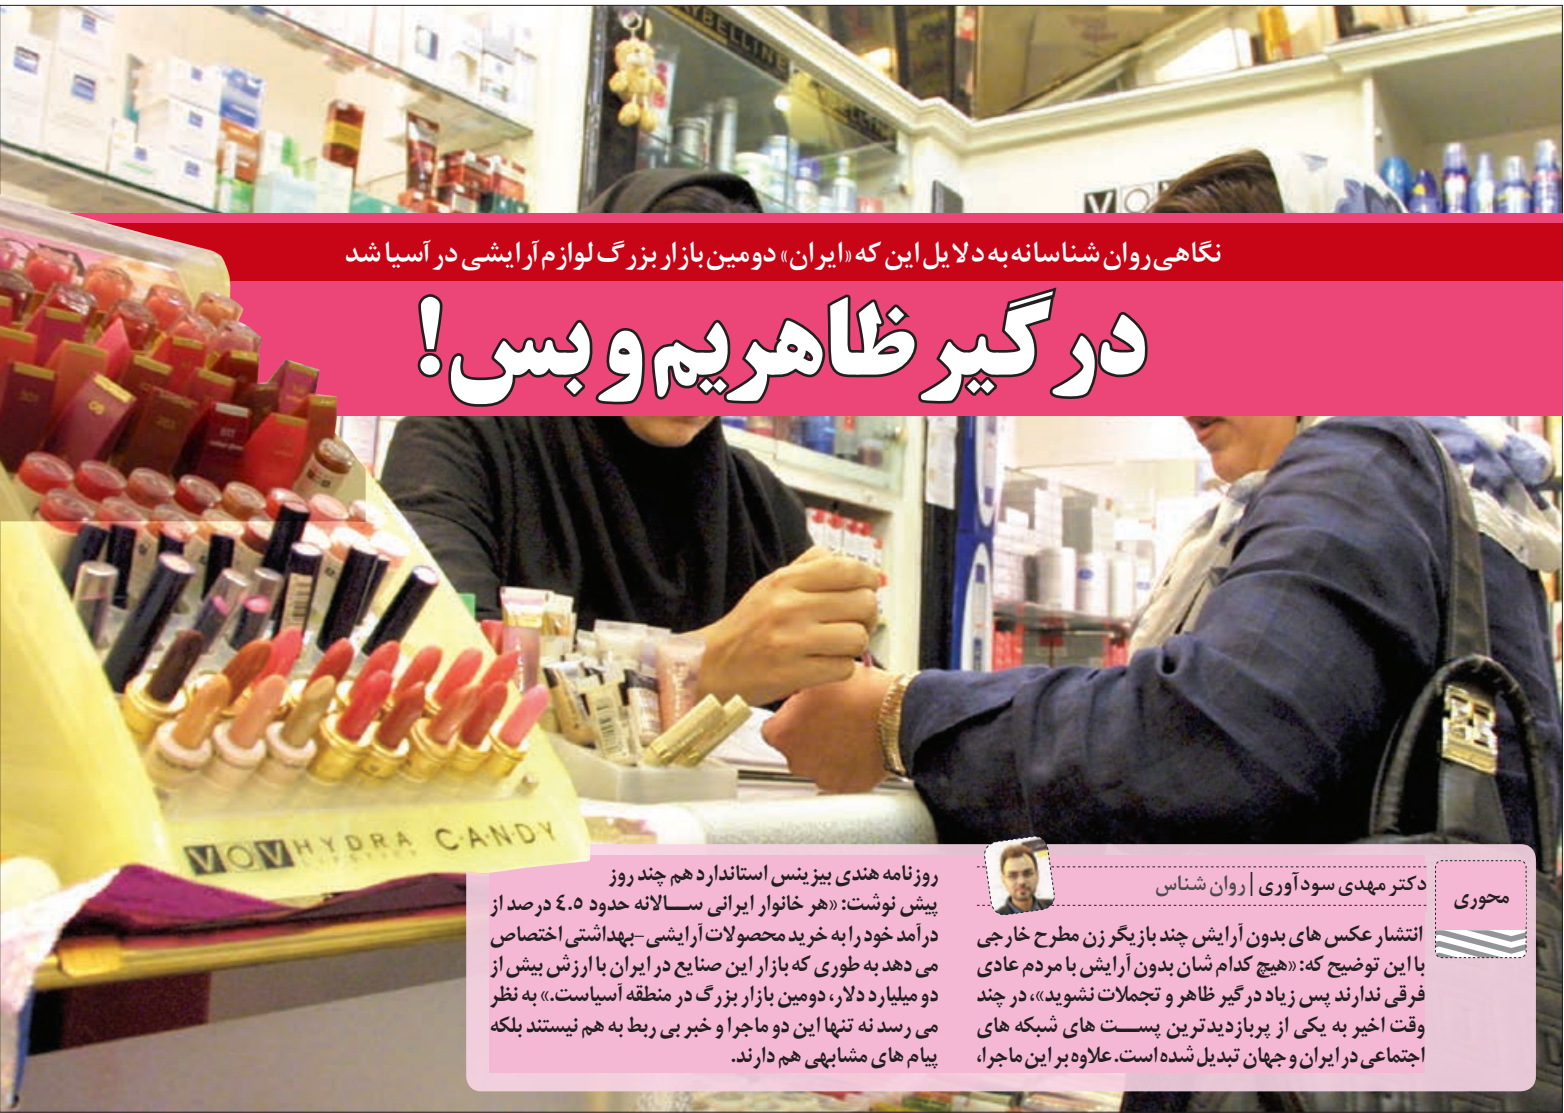 MAYBELLINE
VOV
نگاهی روان شناسانه به دلایل این که «ایران» دومین بازار بزرگ لوازم آرایشی در آسیا شد
درگیر ظاهریم و بس!
VOV HYDRA C·A·N·D·Y
LIPSTICK
محوری
دکتر مهدی سودآوری | روان شناس
انتشار عکس های بدون آرایش چند بازیگر زن مطرح خارجی
با این توضیح که: «هیچ کدام شان بدون آرایش با مردم عادی
فرقی ندارند پس زیاد درگیر ظاهر و تجملات نشوید»، در چند
وقت اخیر به یکی از پربازدیدترین پست های شبکه های
اجتماعی در ایران و جهان تبدیل شده است. علاوه بر این ماجرا،
روزنامه هندی بیزینس استاندارد هم چند روز
پیش نوشت: «هر خانوار ایرانی سالانه حدود ٤.٥ درصد از
درآمد خود را به خرید محصولات آرایشی-بهداشتی اختصاص
می دهد به طوری که بازار این صنایع در ایران با ارزش بیش از
دو میلیارد دلار، دومین بازار بزرگ در منطقه آسیاست.» به نظر
می رسد نه تنها این دو ماجرا و خبر بی ربط به هم نیستند بلکه
پیام های مشابهی هم دارند.